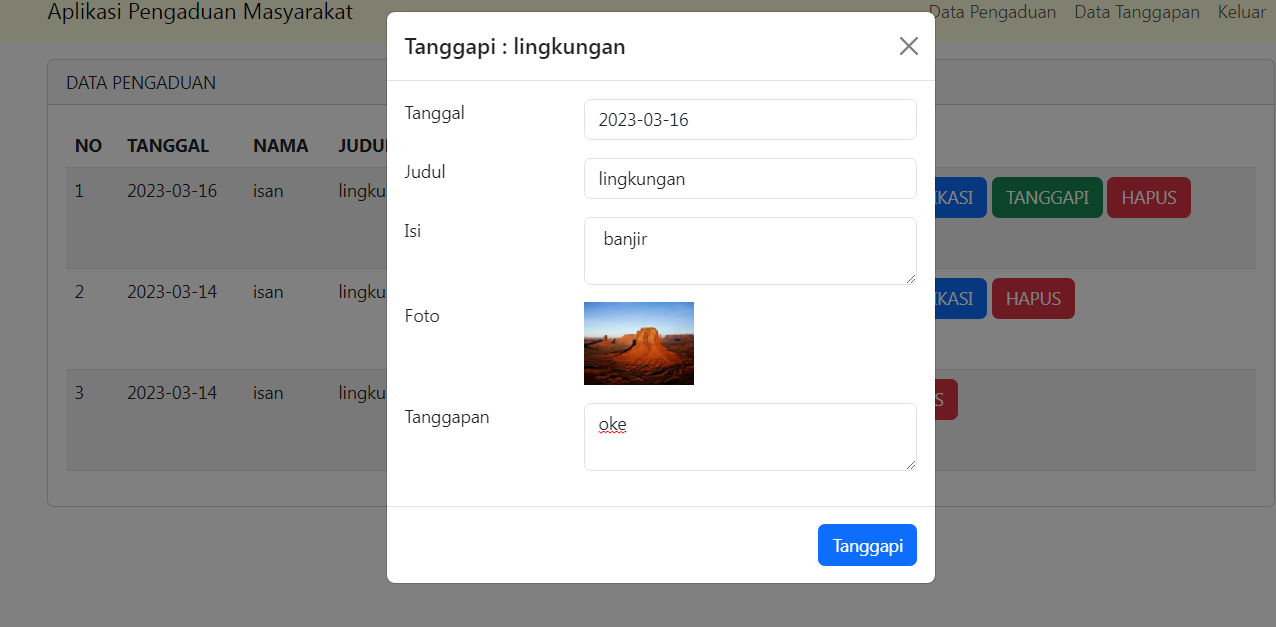 Aplikasi Pengaduan Masyarakat
Data Pengaduan Data Tanggapan Keluar
DATA PENGADUAN
NO TANGGAL NAMA
1 2023-03-16 isan TANGGAPI HAPUS
2 2023-03-14 isan HAPUS
3 2023-03-14 isan
Tanggapi : lingkungan
Tanggal 2023-03-16
Judul lingkungan
Isi banjir
Foto
Tanggapan oke
Tanggapi